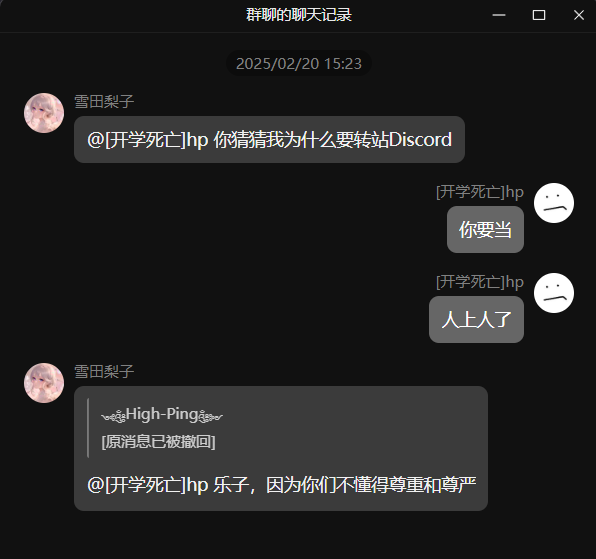 群聊的聊天记录
2025/02/20 15:23
雪田梨子
@[开学死亡]hp 你猜猜我为什么要转站Discord
[开学死亡]hp
你要当
[开学死亡]hp
人上人了
雪田梨子
High-Ping
[原消息已被撤回]
@[开学死亡]hp 乐子，因为你们不懂得尊重和尊严